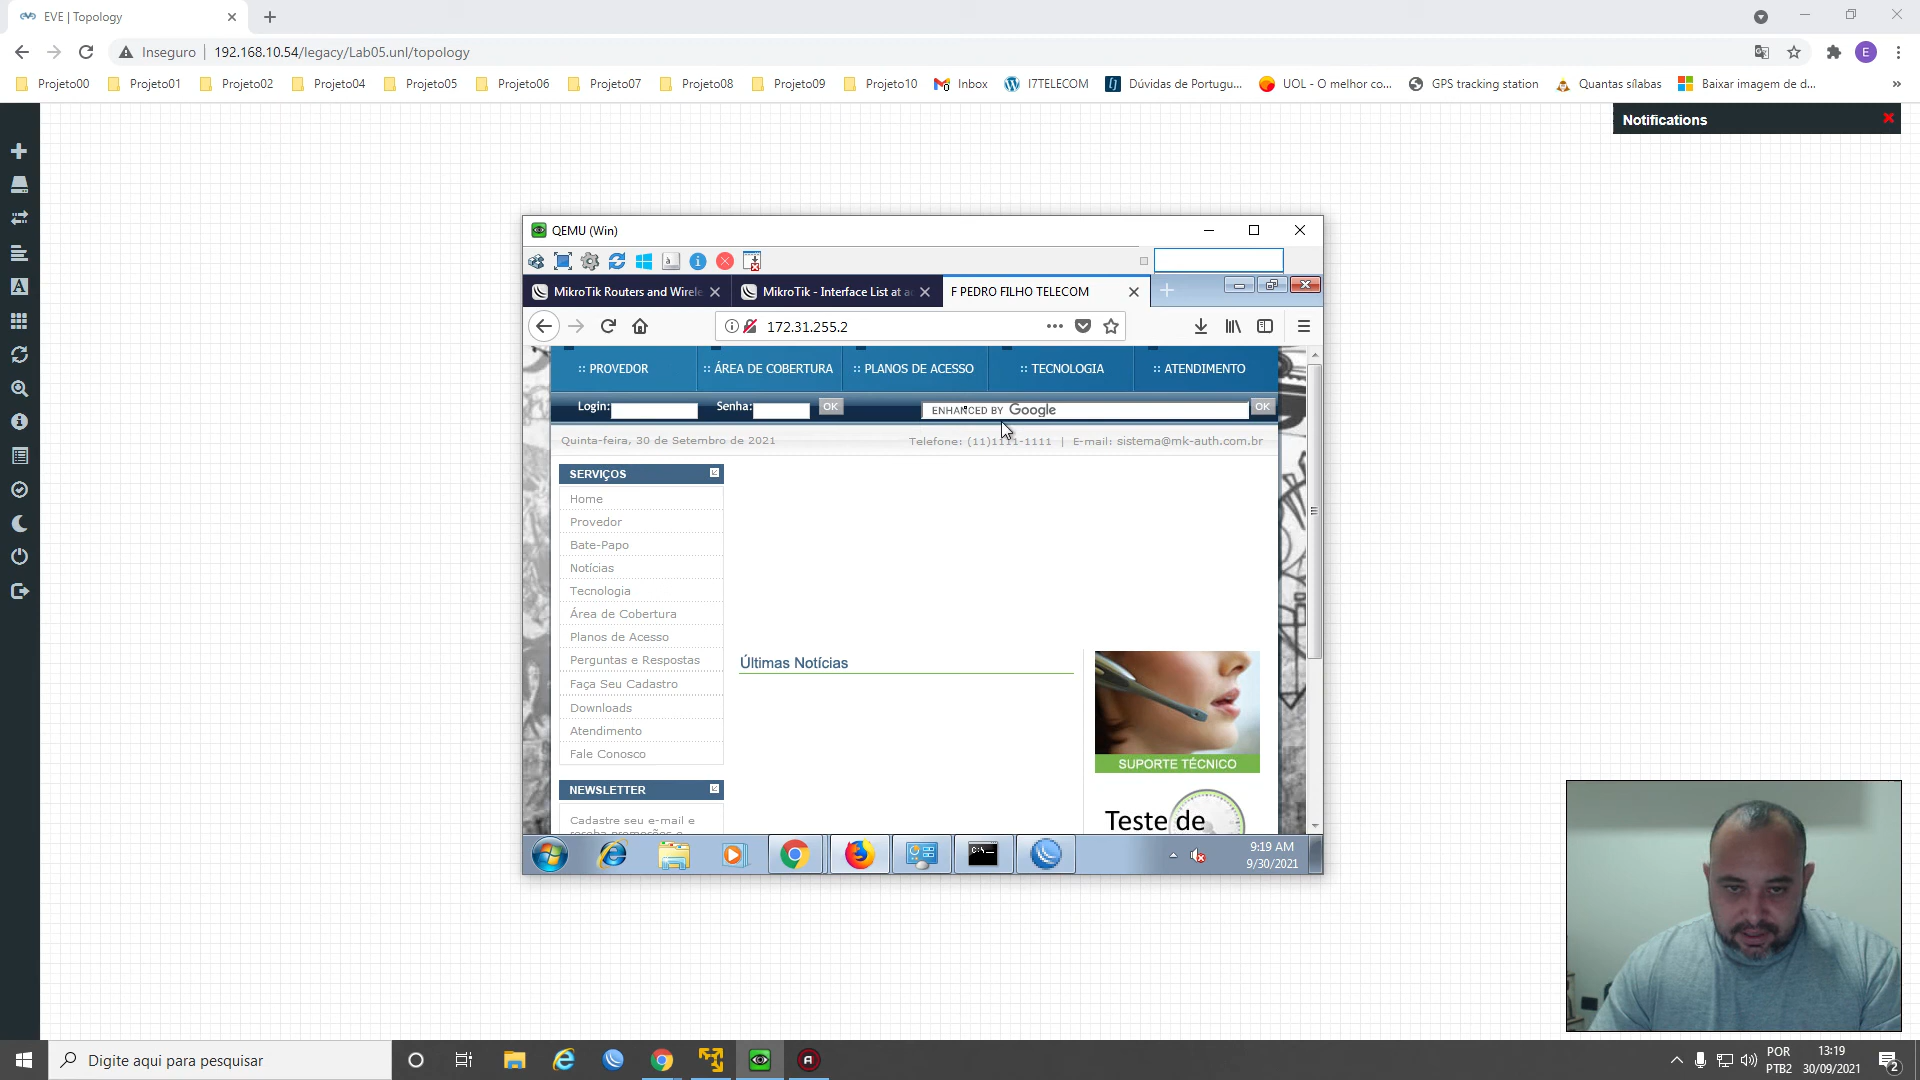 EVE | Topology
Inseguro
192.168.10.54/legacy/Lab05.unl/topology
E
Projeto00
Projeto01
Projeto02
Projeto04
Projeto05
Projeto06
Projeto07
Projeto08
Projeto09
Projeto10
Inbox
I7TELECOM
Dúvidas de Portugu...
UOL - O melhor co...
GPS tracking station
Quantas sílabas
Baixar imagem de d...
»
Notifications
QEMU (Win)
MikroTik Routers and Wirele
MikroTik - Interface List at a
F PEDRO FILHO TELECOM
172.31.255.2
:: PROVEDOR
:: ÁREA DE COBERTURA
:: PLANOS DE ACESSO
:: TECNOLOGIA
:: ATENDIMENTO
Login:
Senha:
OK
ENHANCED BY Google
OK
Quinta-feira, 30 de Setembro de 2021
Telefone: (11)1111-1111 | E-mail: sistema@mk-auth.com.br
SERVIÇOS
Home
Provedor
Bate-Papo
Notícias
Tecnologia
Área de Cobertura
Planos de Acesso
Perguntas e Respostas
Faça Seu Cadastro
Downloads
Atendimento
Fale Conosco
NEWSLETTER
Cadastre seu e-mail e
receba promoções e
Últimas Notícias
SUPORTE TÉCNICO
Teste de
9:19 AM
9/30/2021
Digite aqui para pesquisar
POR
PTB2
13:19
30/09/2021
2